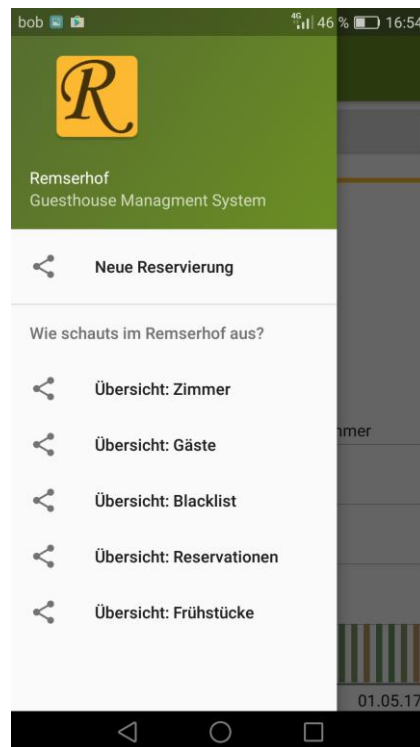 bob 4G 46 % 16:54
R
Remserhof
Guesthouse Managment System
Neue Reservierung
Wie schauts im Remserhof aus?
Übersicht: Zimmer
Übersicht: Gäste
mmer
Übersicht: Blacklist
Übersicht: Reservationen
Übersicht: Frühstücke
01.05.17